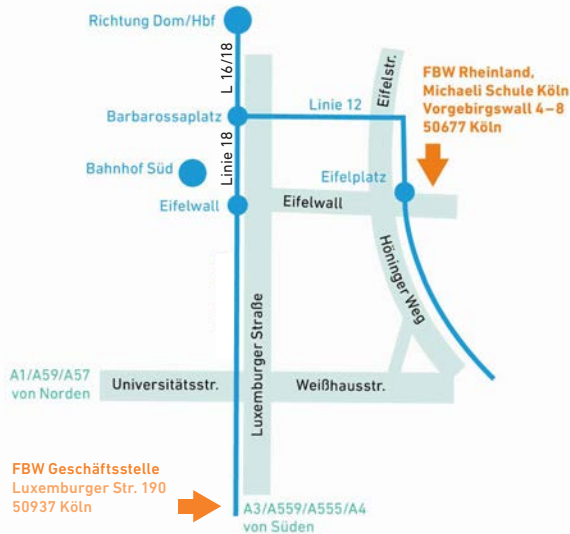 Richtung Dom/Hbf
L 16/18
Eifelstr.
FBW Rheinland,
Michaeli Schule Köln
Vorgebirgswall 4–8
50677 Köln
Barbarossaplatz
Linie 12
Linie 18
Bahnhof Süd
Eifelplatz
Eifelwall
Eifelwall
Höninger Weg
Luxemburger Straße
A1/A59/A57
von Norden
Universitätsstr.
Weißhausstr.
FBW Geschäftsstelle
Luxemburger Str. 190
50937 Köln
A3/A559/A555/A4
von Süden